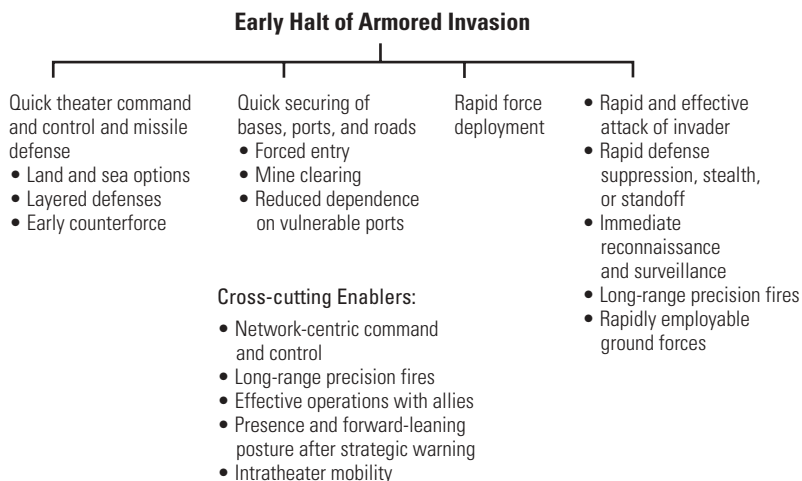 Early Halt of Armored Invasion
Quick theater command
and control and missile
defense
• Land and sea options
• Layered defenses
• Early counterforce
Quick securing of
bases, ports, and roads
• Forced entry
• Mine clearing
• Reduced dependence
on vulnerable ports
Rapid force
deployment
• Rapid and effective
attack of invader
• Rapid defense
suppression, stealth,
or standoff
• Immediate
reconnaissance
and surveillance
• Long-range precision fires
• Rapidly employable
ground forces
Cross-cutting Enablers:
• Network-centric command
and control
• Long-range precision fires
• Effective operations with allies
• Presence and forward-leaning
posture after strategic warning
• Intratheater mobility